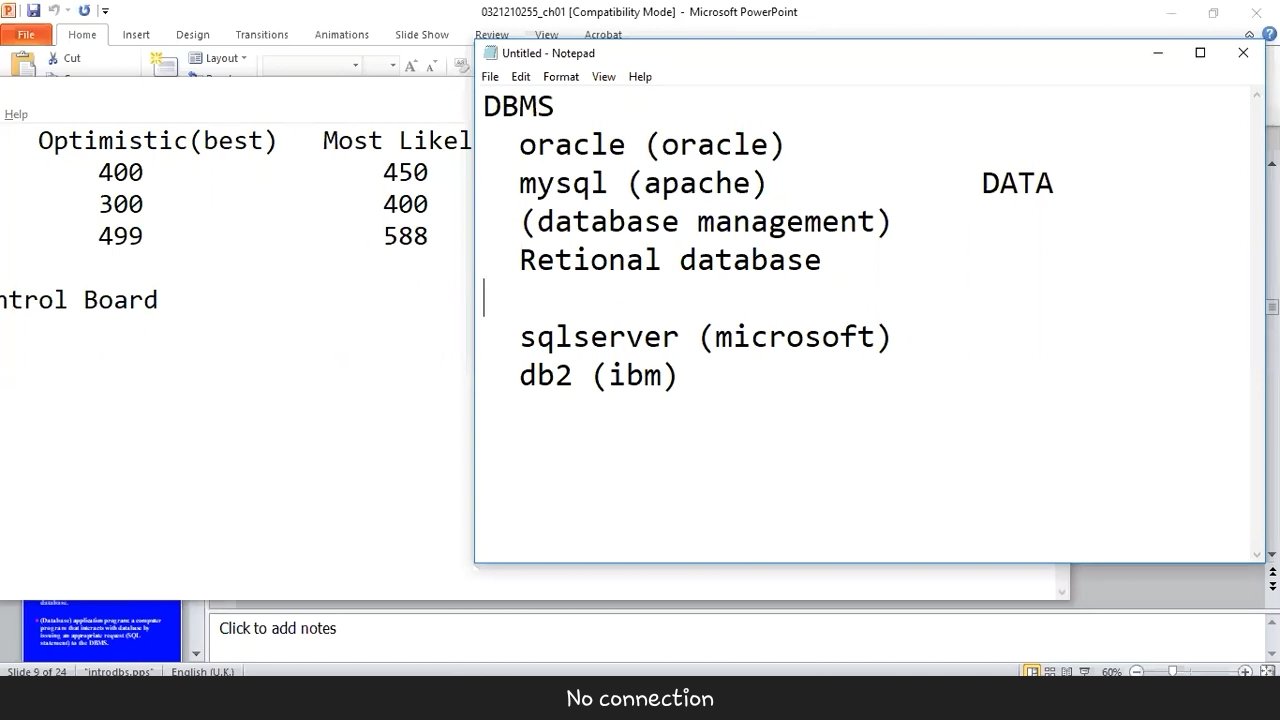 0321210255_ch01 [Compatibility Mode] - Microsoft PowerPoint
File Home Insert Design Transitions Animations Slide Show Review View Acrobat
Cut
Layout
Untitled - Notepad
File Edit Format View Help
DBMS
oracle (oracle)
mysql (apache) DATA
(database management)
Retional database
sqlserver (microsoft)
db2 (ibm)
Help
Optimistic(best) Most Likel
400 450
300 400
499 588
ntrol Board
database.
(Database) application program: a computer
program that interacts with database by
issuing an appropriate request (SQL
statement) to the DBMS.
Click to add notes
Slide 9 of 24 "introdbs.pps" English (U.K.) 60%
No connection